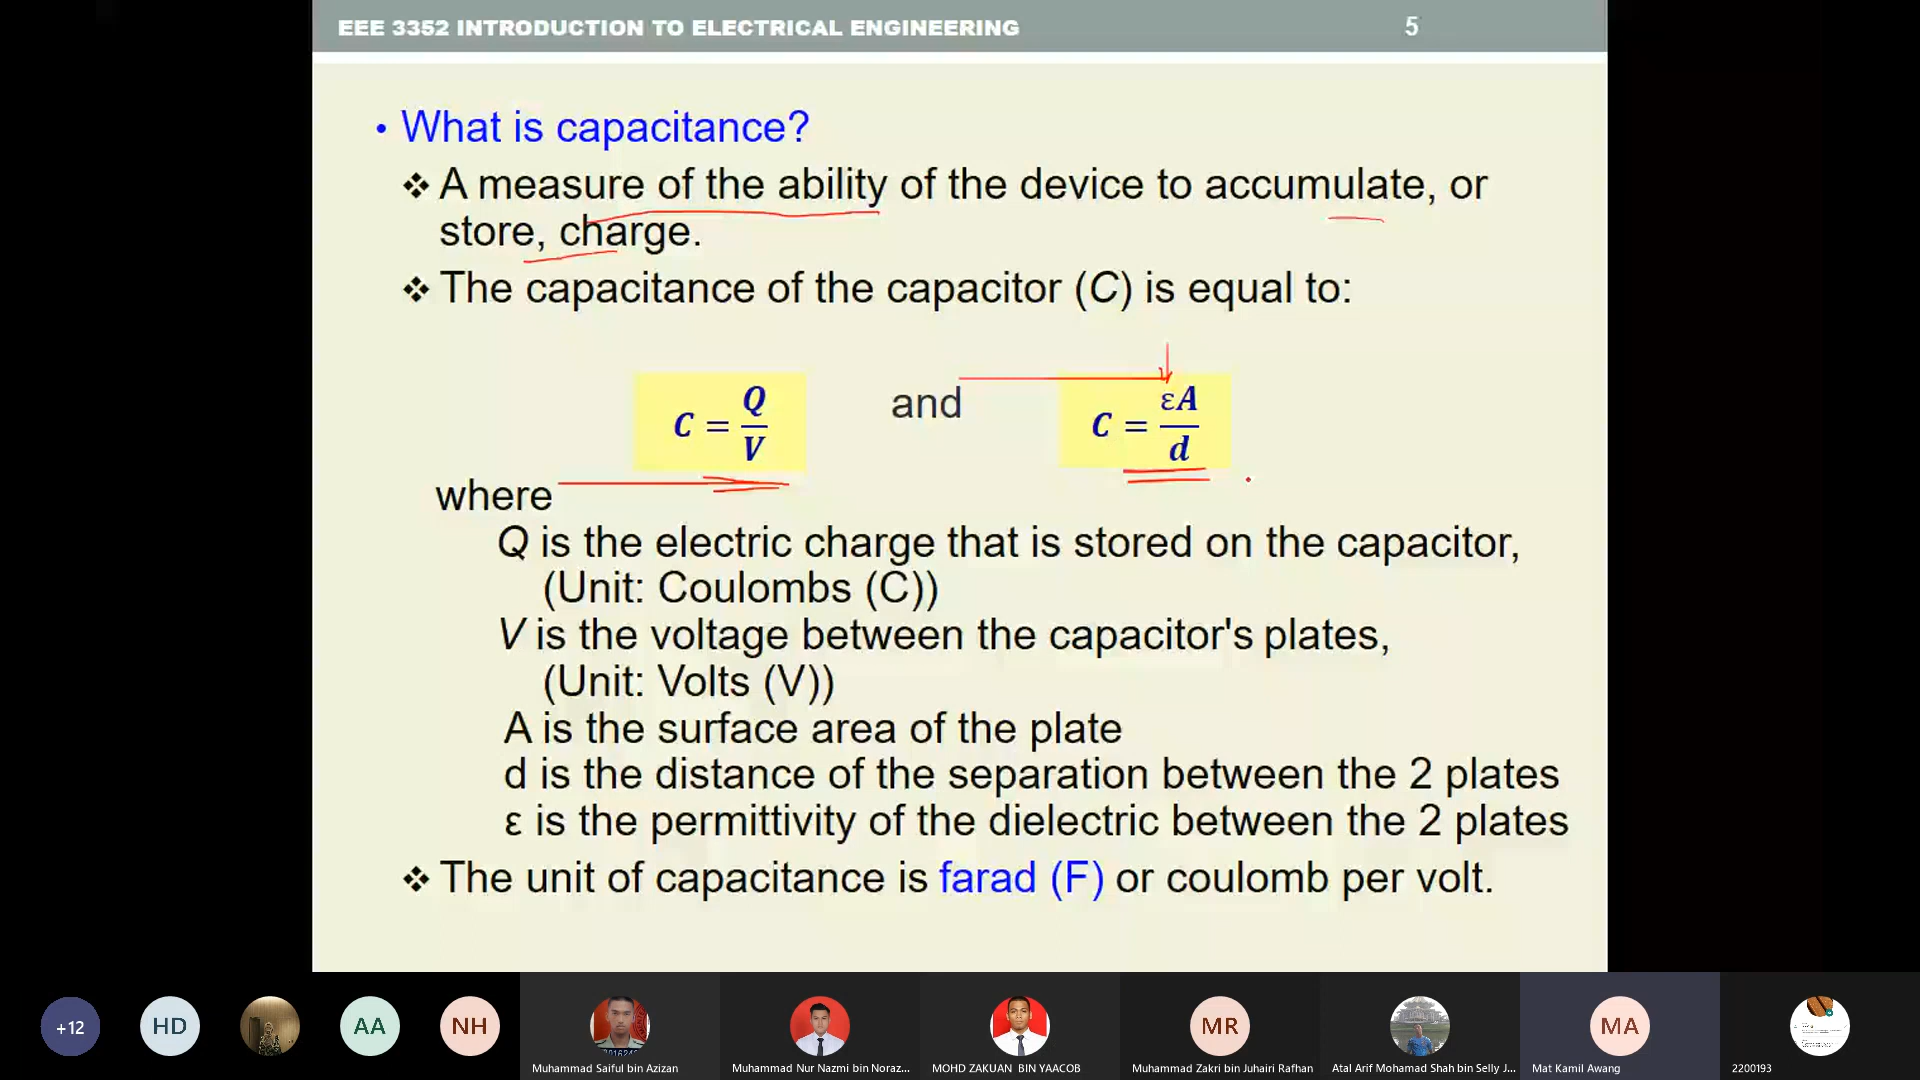 EEE 3352 INTRODUCTION TO ELECTRICAL ENGINEERING 5
• What is capacitance?
❖ A measure of the ability of the device to accumulate, or
store, charge.
❖ The capacitance of the capacitor (C) is equal to:
C = Q/V and C = εA/d
where
Q is the electric charge that is stored on the capacitor,
(Unit: Coulombs (C))
V is the voltage between the capacitor's plates,
(Unit: Volts (V))
A is the surface area of the plate
d is the distance of the separation between the 2 plates
ε is the permittivity of the dielectric between the 2 plates
❖ The unit of capacitance is farad (F) or coulomb per volt.
+12 HD AA NH MR MA
Muhammad Saiful bin Azizan Muhammad Nur Nazmi bin Noraz... MOHD ZAKUAN BIN YAACOB Muhammad Zakri bin Juhairi Rafhan Atal Arif Mohamad Shah bin Selly J... Mat Kamil Awang 2200193